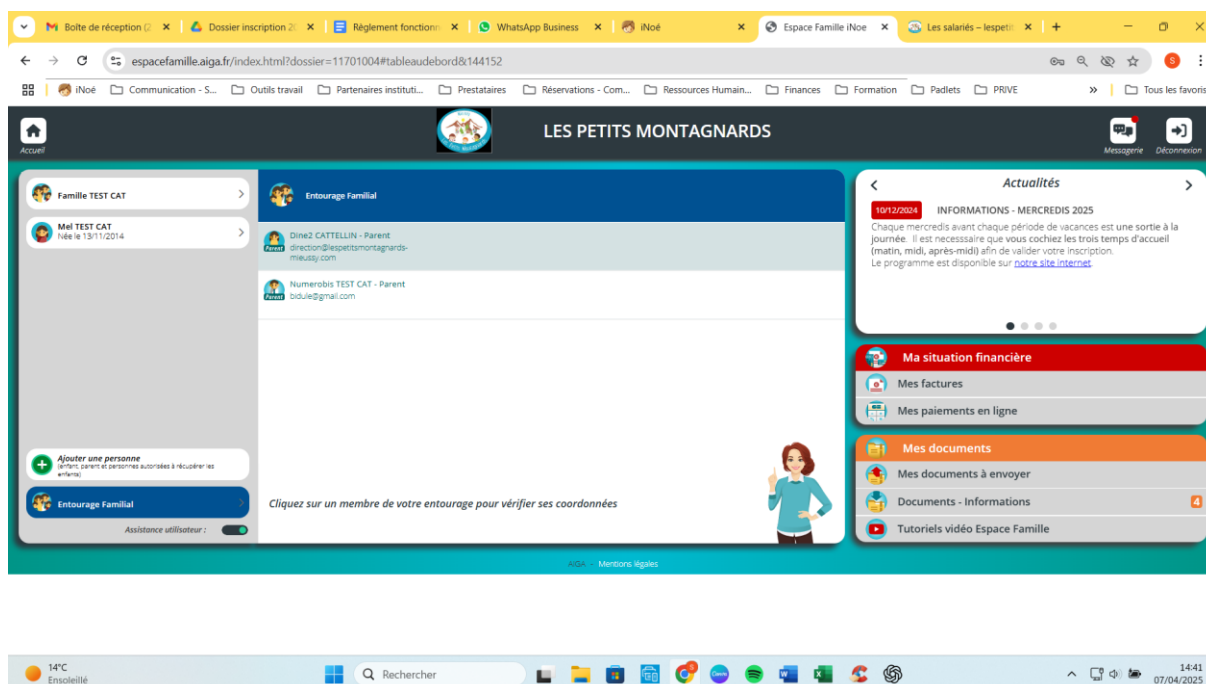 Boîte de réception (2
Dossier inscription 20
Règlement fonctionn
WhatsApp Business
iNoé
Espace Famille iNoe
Les salariés – lespetit
espacefamille.aiga.fr/index.html?dossier=11701004#tableaudebord&144152
S
iNoé
Communication - S...
Outils travail
Partenaires instituti...
Prestataires
Réservations - Com...
Ressources Humain...
Finances
Formation
Padlets
PRIVE
Tous les favoris
Accueil
LES PETITS MONTAGNARDS
Messagerie
Déconnexion
Famille TEST CAT
Mel TEST CAT
Née le 13/11/2014
Ajouter une personne
(enfant, parent et personnes autorisées à récupérer les
enfants)
Entourage Familial
Assistance utilisateur :
Entourage Familial
Dine2 CATTELLIN - Parent
Parent
direction@lespetitsmontagnards-
mieussy.com
Numerobis TEST CAT - Parent
Parent
bidule@gmail.com
Cliquez sur un membre de votre entourage pour vérifier ses coordonnées
Actualités
10/12/2024
INFORMATIONS - MERCREDIS 2025
Chaque mercredis avant chaque période de vacances est une sortie à la
journée. Il est necesssaire que vous cochiez les trois temps d'accueil
(matin, midi, après-midi) afin de valider votre inscription.
Le programme est disponible sur notre site internet.
Ma situation financière
Mes factures
Mes paiements en ligne
Mes documents
Mes documents à envoyer
Documents - Informations
4
Tutoriels vidéo Espace Famille
AIGA - Mentions légales
14°C
Ensoleillé
Rechercher
14:41
07/04/2025